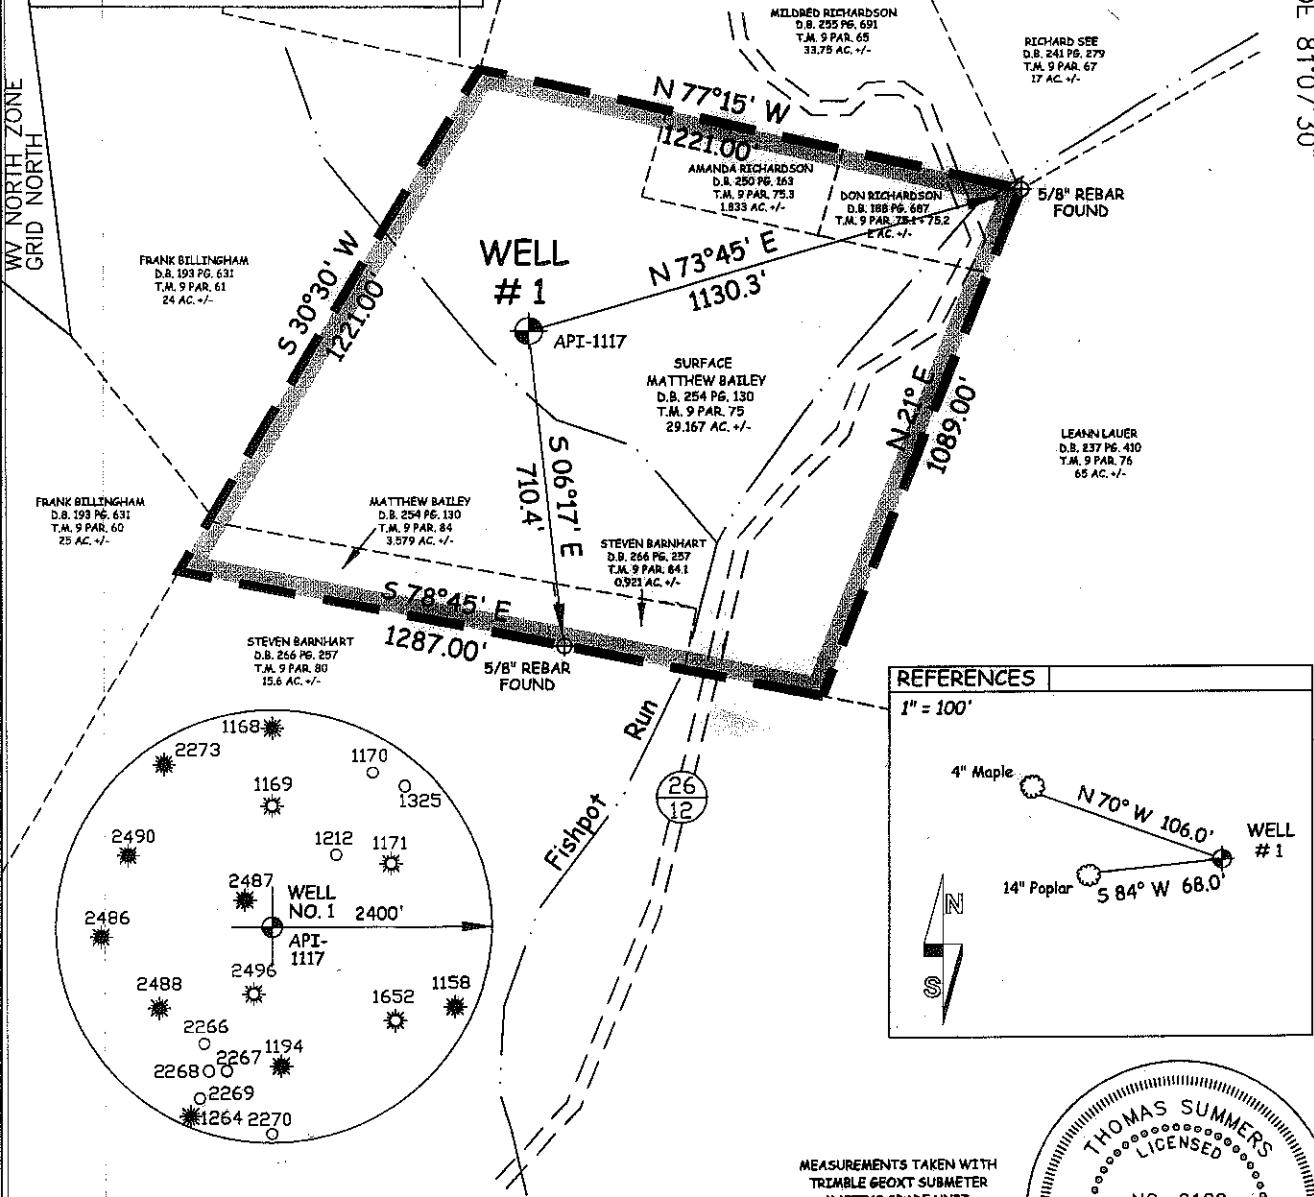 MILDRED RICHARDSON
D.B. 255 PG. 691
T.M. 9 PAR. 65
33.75 AC. +/-
RICHARD SEE
D.B. 241 PG. 279
T.M. 9 PAR. 67
17 AC. +/-
81°07'30"
WV NORTH ZONE
GRID NORTH
N 77°15' W
1221.00'
AMANDA RICHARDSON
D.B. 250 PG. 163
T.M. 9 PAR. 75.3
1.833 AC. +/-
DON RICHARDSON
D.B. 188 PG. 687
T.M. 9 PAR. 75.1 + 75.2
2 AC. +/-
5/8" REBAR
FOUND
FRANK BILLINGHAM
D.B. 193 PG. 631
T.M. 9 PAR. 61
24 AC. +/-
S 30°30' W
1221.00'
WELL
# 1
API-1117
N 73°45' E
1130.3'
SURFACE
MATTHEW BAILEY
D.B. 254 PG. 130
T.M. 9 PAR. 75
29.167 AC. +/-
N 21° E
1089.00'
LEANN LAUER
D.B. 237 PG. 410
T.M. 9 PAR. 76
65 AC. +/-
S 06°17' E
710.4'
FRANK BILLINGHAM
D.B. 193 PG. 631
T.M. 9 PAR. 60
25 AC. +/-
MATTHEW BAILEY
D.B. 254 PG. 130
T.M. 9 PAR. 84
3.579 AC. +/-
STEVEN BARNHART
D.B. 266 PG. 257
T.M. 9 PAR. 84.1
0.921 AC. +/-
S 78°45' E
1287.00'
STEVEN BARNHART
D.B. 266 PG. 257
T.M. 9 PAR. 80
15.6 AC. +/-
5/8" REBAR
FOUND
Fishpot Run
26
12
REFERENCES
1" = 100'
4" Maple
N 70° W 106.0'
WELL
# 1
14" Poplar
S 84° W 68.0'
N
S
1168
2273
1170
1169
1325
2490
1212
1171
2487
WELL
NO. 1
2400'
2486
API-
1117
2496
2488
1652
1158
2266
1194
2268
2267
2269
1264
2270
MEASUREMENTS TAKEN WITH
TRIMBLE GEOXT SUBMETER
THOMAS SUMMERS
LICENSED